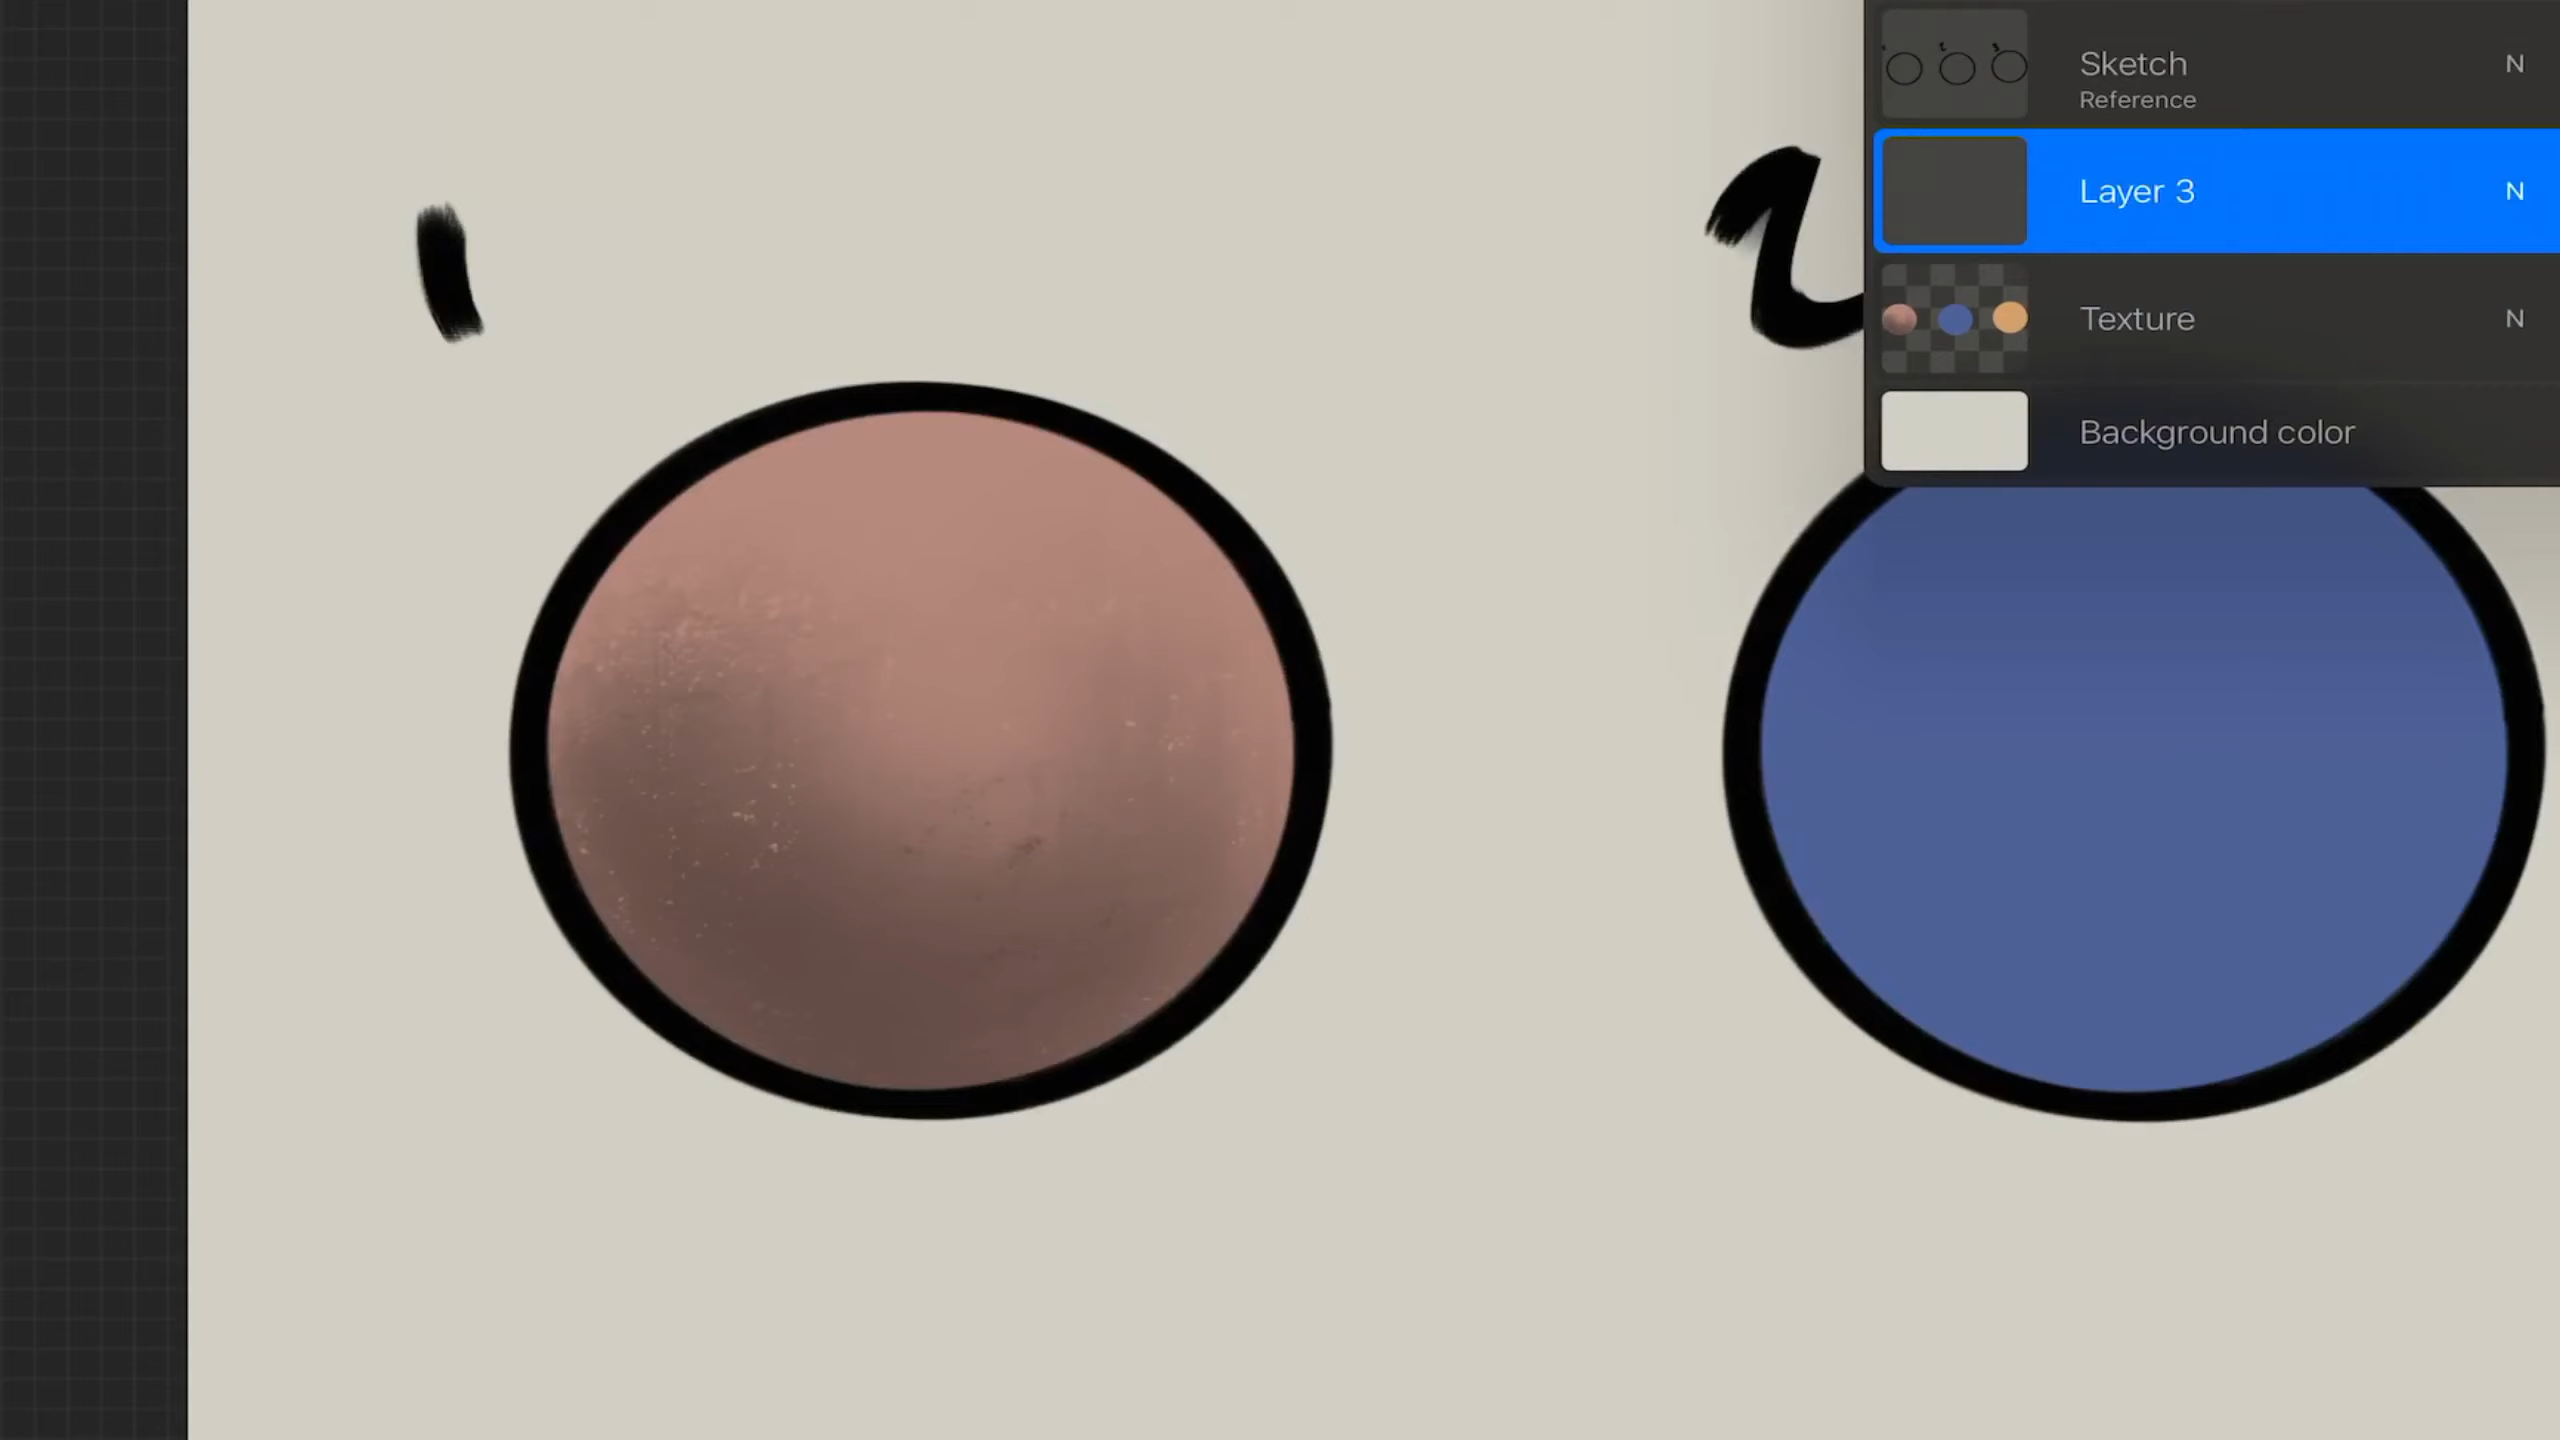 1
2
Sketch N
Reference
Layer 3 N
Texture N
Background color